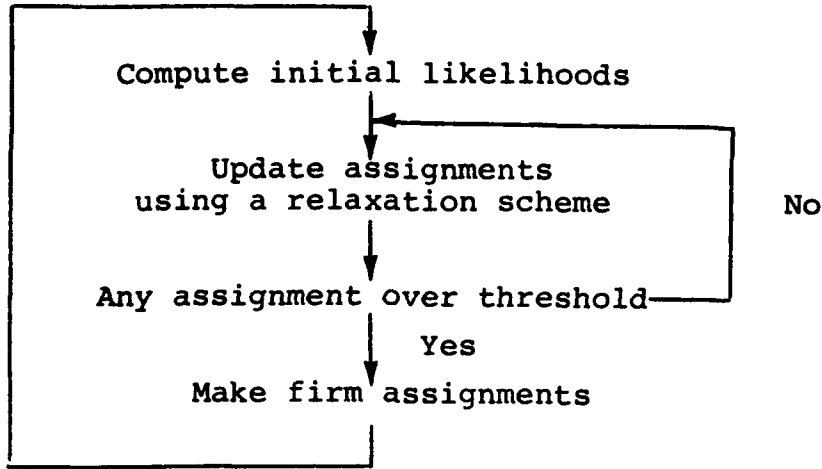 Compute initial likelihoods
Update assignments
using a relaxation scheme
No
Any assignment over threshold
Yes
Make firm assignments